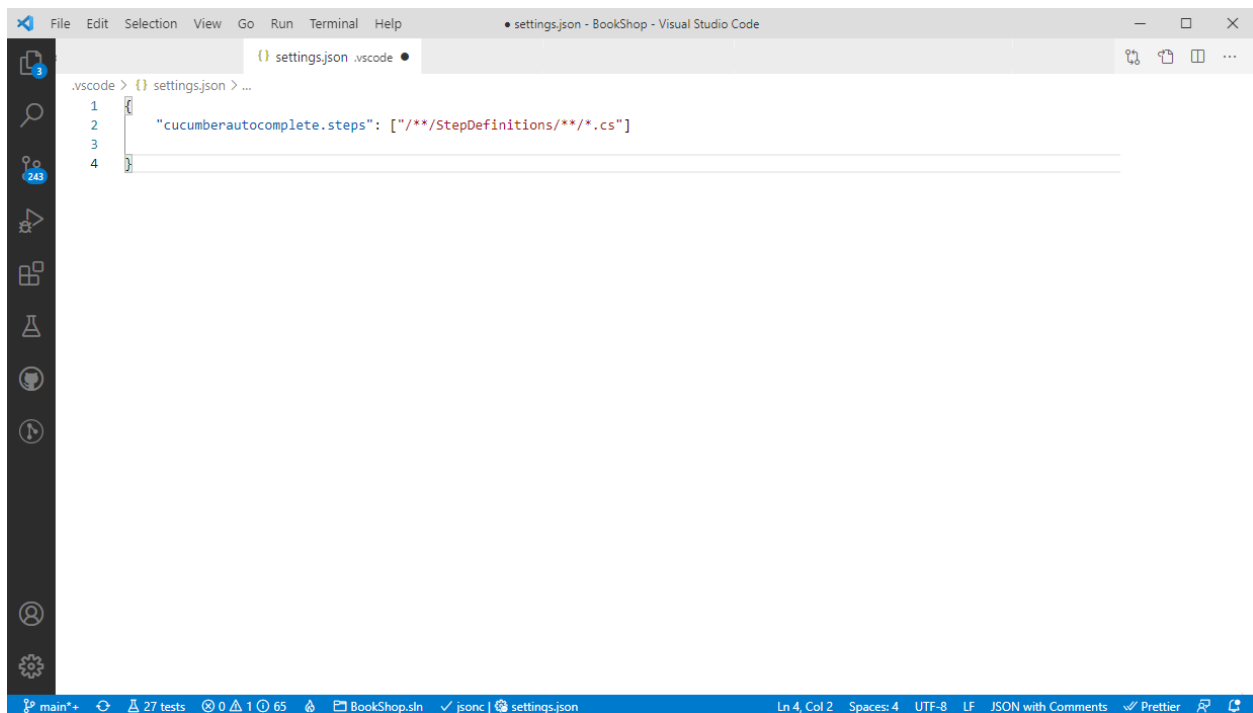 File Edit Selection View Go Run Terminal Help ● settings.json - BookShop - Visual Studio Code
{} settings.json .vscode ●
3
.vscode > {} settings.json > ...
1 {
2 "cucumberautocomplete.steps": ["/**/StepDefinitions/**/*.cs"]
3
4 }
243
main*+ 27 tests 0 1 65 BookShop.sln ✓ jsonc | settings.json Ln 4, Col 2 Spaces: 4 UTF-8 LF JSON with Comments Prettier